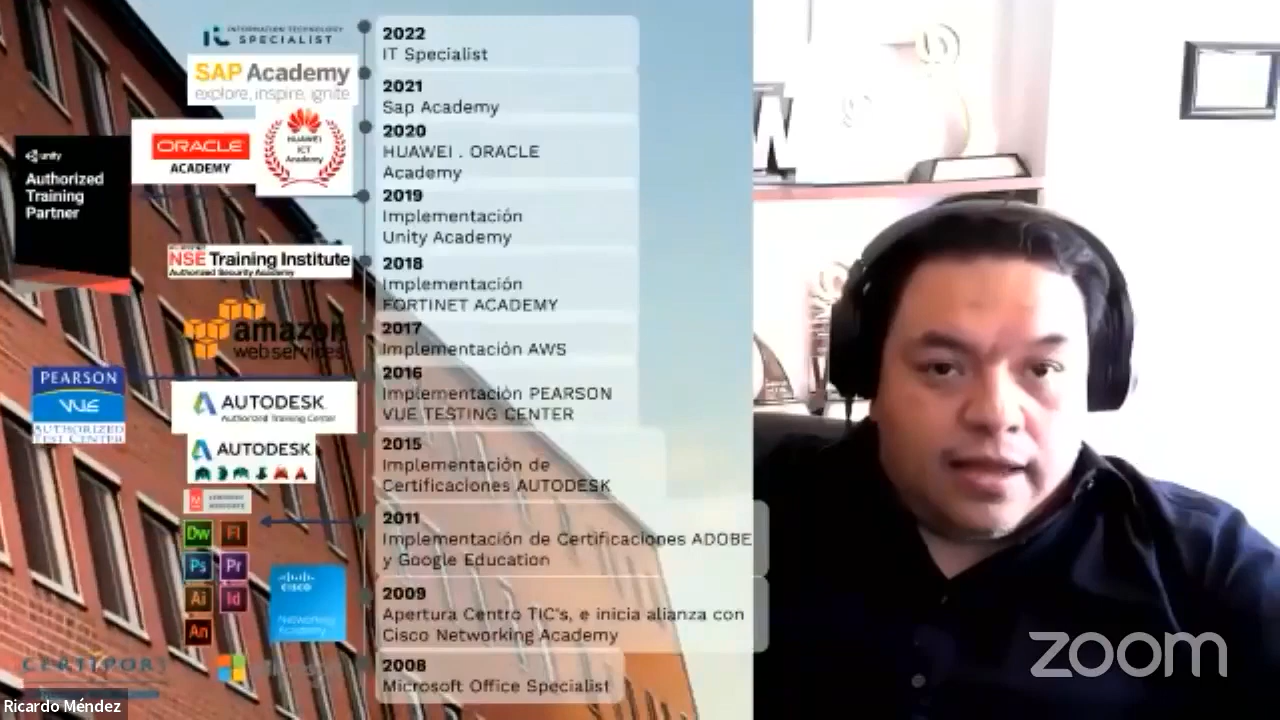 INFORMATION TECHNOLOGY
SPECIALIST
SAP Academy
explore, inspire, ignite
ORACLE
ACADEMY
HUAWEI
ICT
Academy
unity
Authorized
Training
Partner
NSE Training Institute
Authorized Security Academy
amazon
webservices
PEARSON
VUE
AUTHORIZED
TEST CENTER
AUTODESK
Authorized Training Center
AUTODESK
Dw
Fl
Ps
Pr
Ai
Id
An
CISCO
Networking
Academy
CERTIPORT
2022
IT Specialist
2021
Sap Academy
2020
HUAWEI . ORACLE
Academy
2019
Implementación
Unity Academy
2018
Implementación
FORTINET ACADEMY
2017
Implementación AWS
2016
Implementación PEARSON
VUE TESTING CENTER
2015
Implementación de
Certificaciones AUTODESK
2011
Implementación de Certificaciones ADOBE
y Google Education
2009
Apertura Centro TIC's, e inicia alianza con
Cisco Networking Academy
2008
Microsoft Office Specialist
W
zoom
Ricardo Méndez